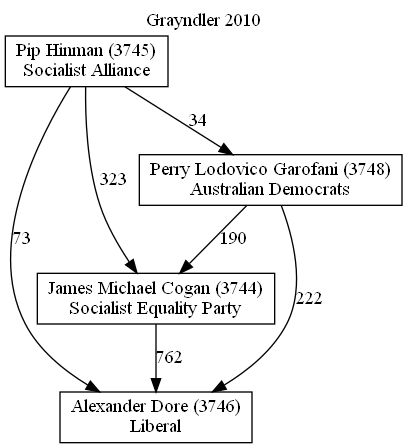 Grayndler 2010
Pip Hinman (3745)
Socialist Alliance
34
Perry Lodovico Garofani (3748)
Australian Democrats
323
73
190
James Michael Cogan (3744)
Socialist Equality Party
222
762
Alexander Dore (3746)
Liberal